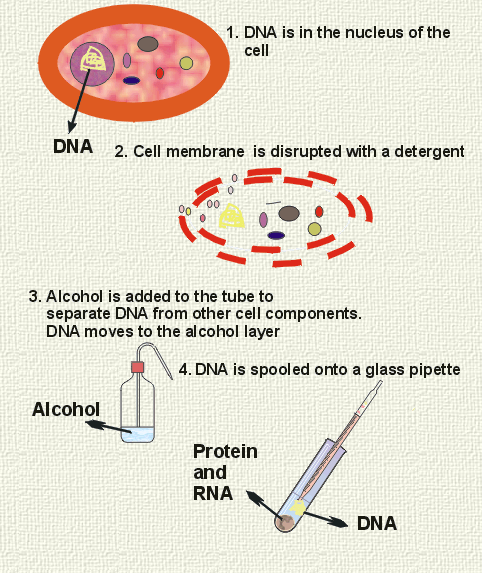 1. DNA is in the nucleus of the
cell
DNA
2. Cell membrane is disrupted with a detergent
3. Alcohol is added to the tube to
separate DNA from other cell components.
DNA moves to the alcohol layer
4. DNA is spooled onto a glass pipette
Alcohol
Protein
and
RNA
DNA